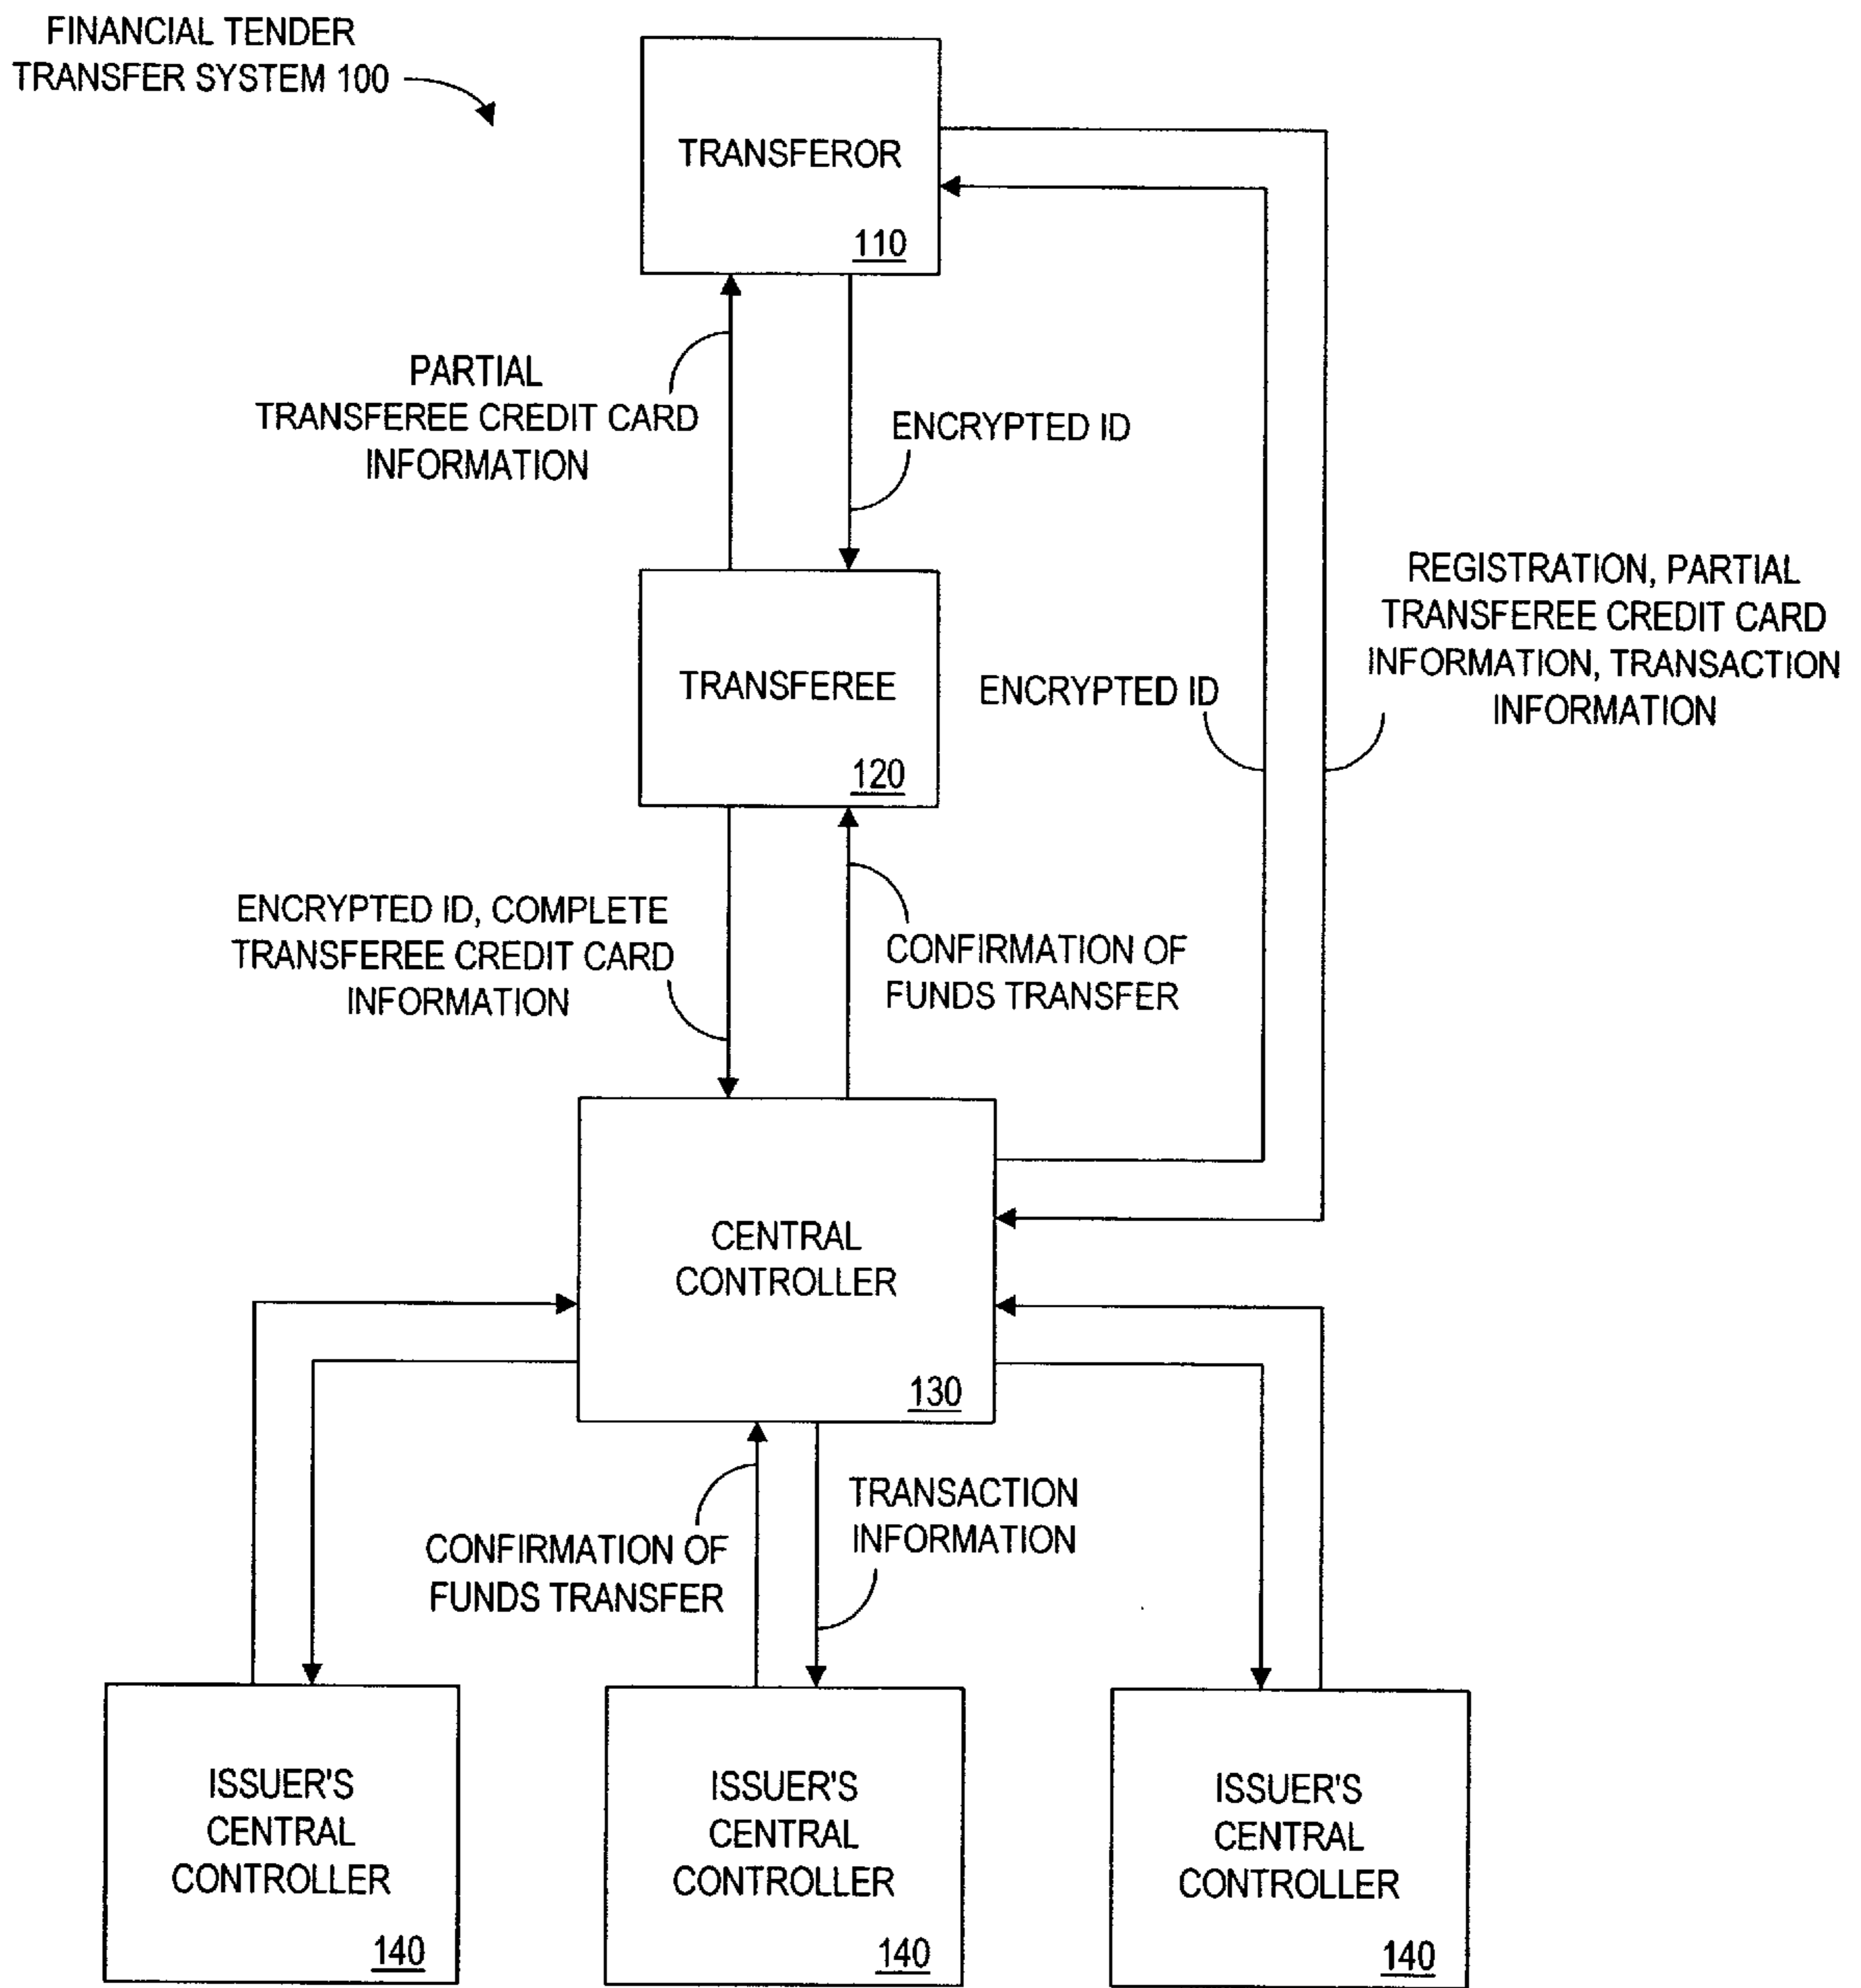 FINANCIAL TENDER
TRANSFER SYSTEM 100
TRANSFEROR
110
PARTIAL
TRANSFEREE CREDIT CARD
INFORMATION
ENCRYPTED ID
REGISTRATION, PARTIAL
TRANSFEREE CREDIT CARD
INFORMATION, TRANSACTION
INFORMATION
ENCRYPTED ID
TRANSFEREE
120
ENCRYPTED ID, COMPLETE
TRANSFEREE CREDIT CARD
INFORMATION
CONFIRMATION OF
FUNDS TRANSFER
CENTRAL
CONTROLLER
130
TRANSACTION
INFORMATION
CONFIRMATION OF
FUNDS TRANSFER
ISSUER'S
CENTRAL
CONTROLLER
140
ISSUER'S
CENTRAL
CONTROLLER
140
ISSUER'S
CENTRAL
CONTROLLER
140